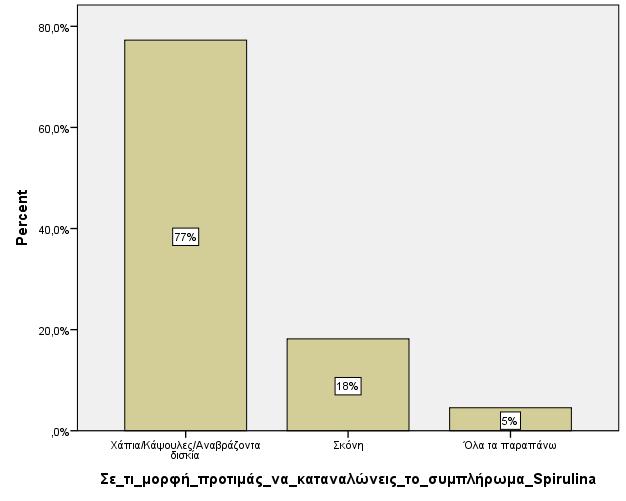 80,0%
60,0%
40,0%
20,0%
,0%
Percent
77%
18%
5%
Χάπια/Κάψουλες/Αναβράζοντα
δισκία
Σκόνη
Όλα τα παραπάνω
Σε_τι_μορφή_προτιμάς_να_καταναλώνεις_το_συμπλήρωμα_Spirulina